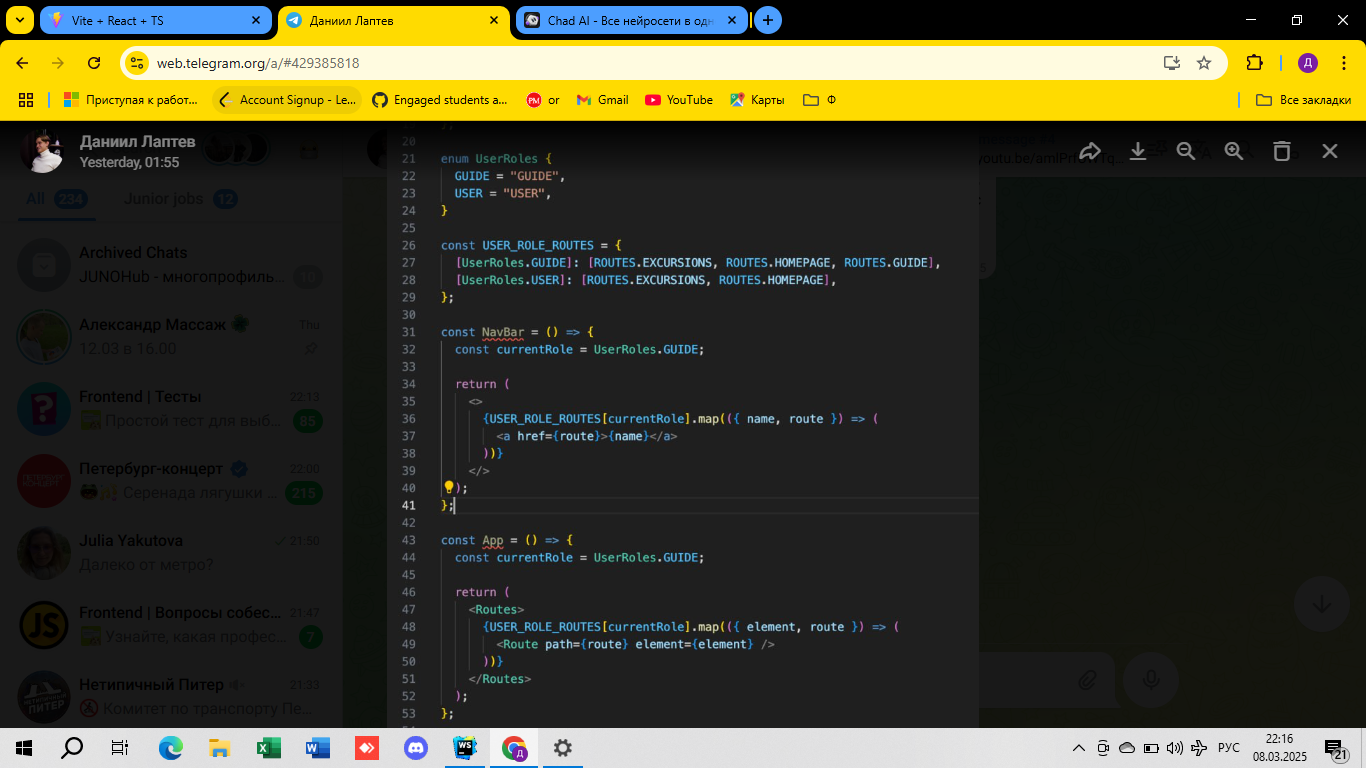 Vite + React + TS
Даниил Лаптев
Chad AI - Все нейросети в одн
web.telegram.org/a/#429385818
Д
Приступая к работ...
Account Signup - Le...
Engaged students a...
PM or
Gmail
YouTube
Карты
Ф
Все закладки
Даниил Лаптев
Yesterday, 01:55
All 234
Junior jobs 12
Archived Chats
JUNOHub - многопрофиль...
Александр Массаж
Thu
12.03 в 16.00
Frontend | Тесты
22:13
Простой тест для выб...
85
Петербург-концерт
22:00
Серенада лягушки ...
215
Julia Yakutova
21:50
Далеко от метро?
Frontend | Вопросы собес...
21:47
JS
Узнайте, какая профес...
7
Нетипичный Питер
21:33
Комитет по транспорту Пе...
20
21 enum UserRoles {
22 GUIDE = "GUIDE",
23 USER = "USER",
24 }
25
26 const USER_ROLE_ROUTES = {
27 [UserRoles.GUIDE]: [ROUTES.EXCURSIONS, ROUTES.HOMEPAGE, ROUTES.GUIDE],
28 [UserRoles.USER]: [ROUTES.EXCURSIONS, ROUTES.HOMEPAGE],
29 };
30
31 const NavBar = () => {
32 const currentRole = UserRoles.GUIDE;
33
34 return (
35 <>
36 {USER_ROLE_ROUTES[currentRole].map(({ name, route }) => (
37 <a href={route}>{name}</a>
38 ))}
39 </>
40 );
41 };
42
43 const App = () => {
44 const currentRole = UserRoles.GUIDE;
45
46 return (
47 <Routes>
48 {USER_ROLE_ROUTES[currentRole].map(({ element, route }) => (
49 <Route path={route} element={element} />
50 ))}
51 </Routes>
52 );
53 };
WS
Д
РУС
22:16
08.03.2025
21